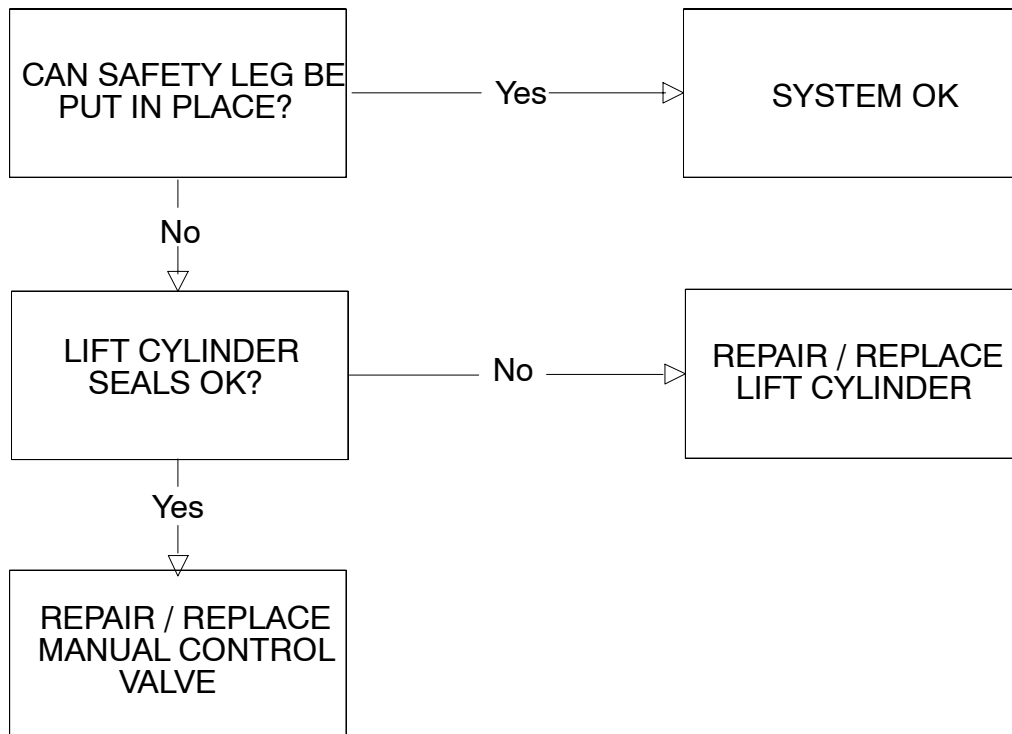 CAN SAFETY LEG BE
PUT IN PLACE?
Yes
SYSTEM OK
No
LIFT CYLINDER
SEALS OK?
No
REPAIR / REPLACE
LIFT CYLINDER
Yes
REPAIR / REPLACE
MANUAL CONTROL
VALVE